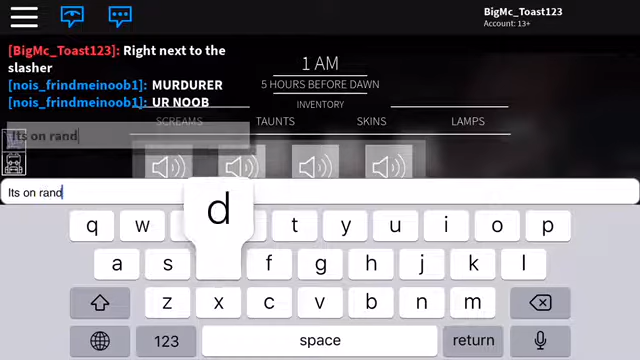 BigMc_Toast123
Account: 13+
[BigMc_Toast123]: Right next to the
slasher
[nois_frindmeinoob1]: MURDURER
[nois_frindmeinoob1]: UR NOOB
1 AM
5 HOURS BEFORE DAWN
INVENTORY
SCREAMS TAUNTS SKINS LAMPS
Its on rand
Its on rand
d
q w t y u i o p
a s f g h j k l
z x c v b n m
123 space return